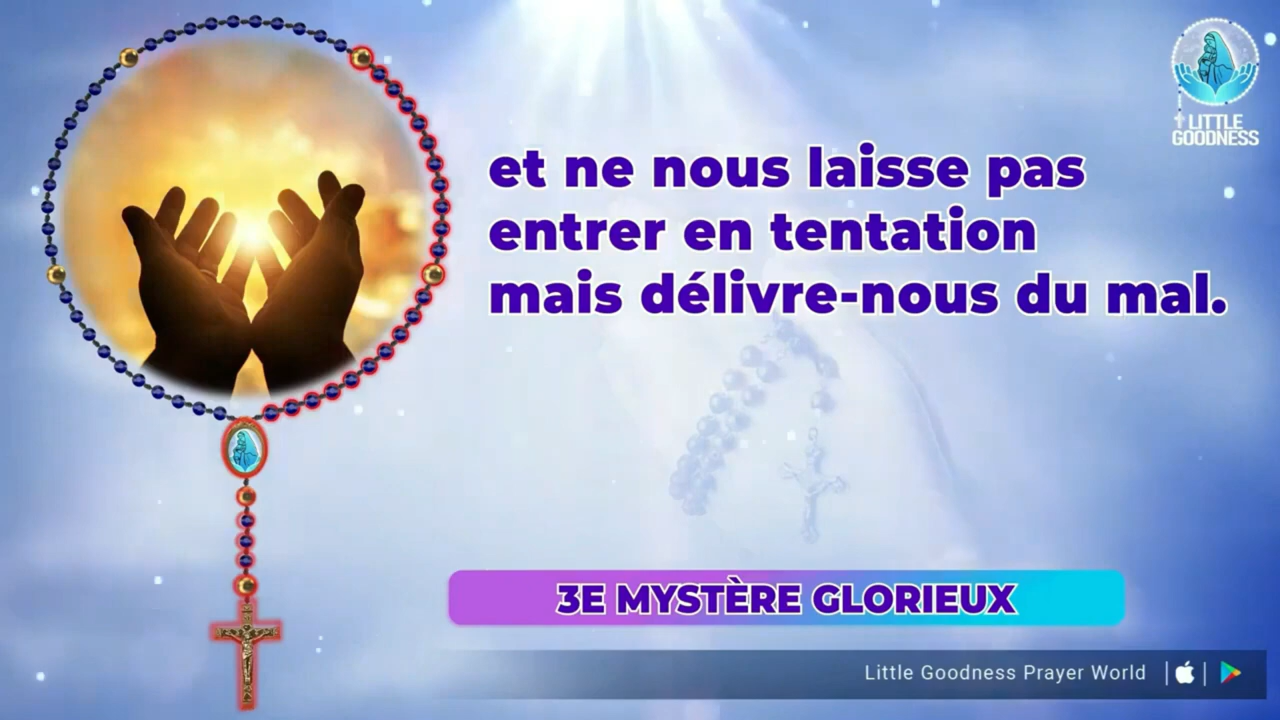 LITTLE
GOODNESS
et ne nous laisse pas
entrer en tentation
mais délivre-nous du mal.
3E MYSTÈRE GLORIEUX
Little Goodness Prayer World